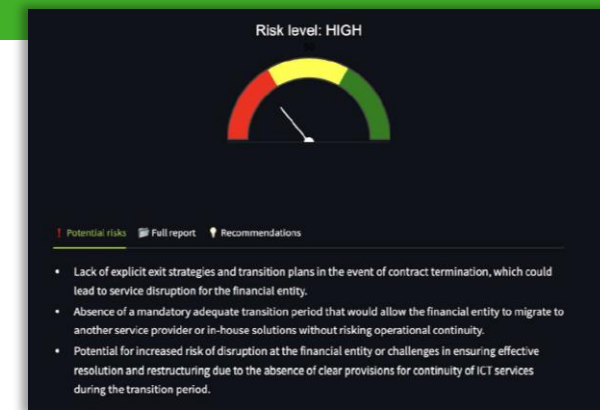 Risk level: HIGH
Potential risks Full report Recommendations
• Lack of explicit exit strategies and transition plans in the event of contract termination, which could
lead to service disruption for the financial entity.
• Absence of a mandatory adequate transition period that would allow the financial entity to migrate to
another service provider or in-house solutions without risking operational continuity.
• Potential for increased risk of disruption at the financial entity or challenges in ensuring effective
resolution and restructuring due to the absence of clear provisions for continuity of ICT services
during the transition period.